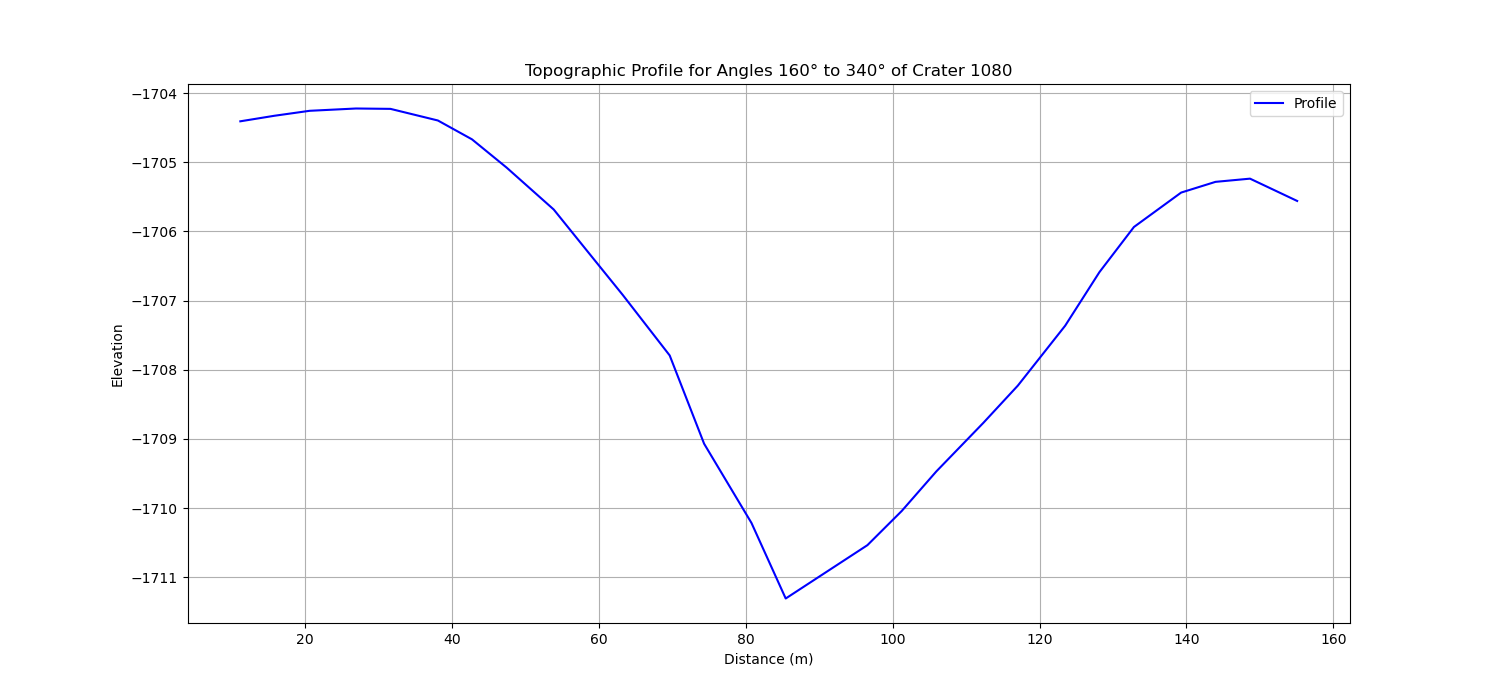 Topographic Profile for Angles 160° to 340° of Crater 1080
Profile
−1704
−1705
−1706
−1707
−1708
−1709
−1710
−1711
Elevation
20 40 60 80 100 120 140 160
Distance (m)